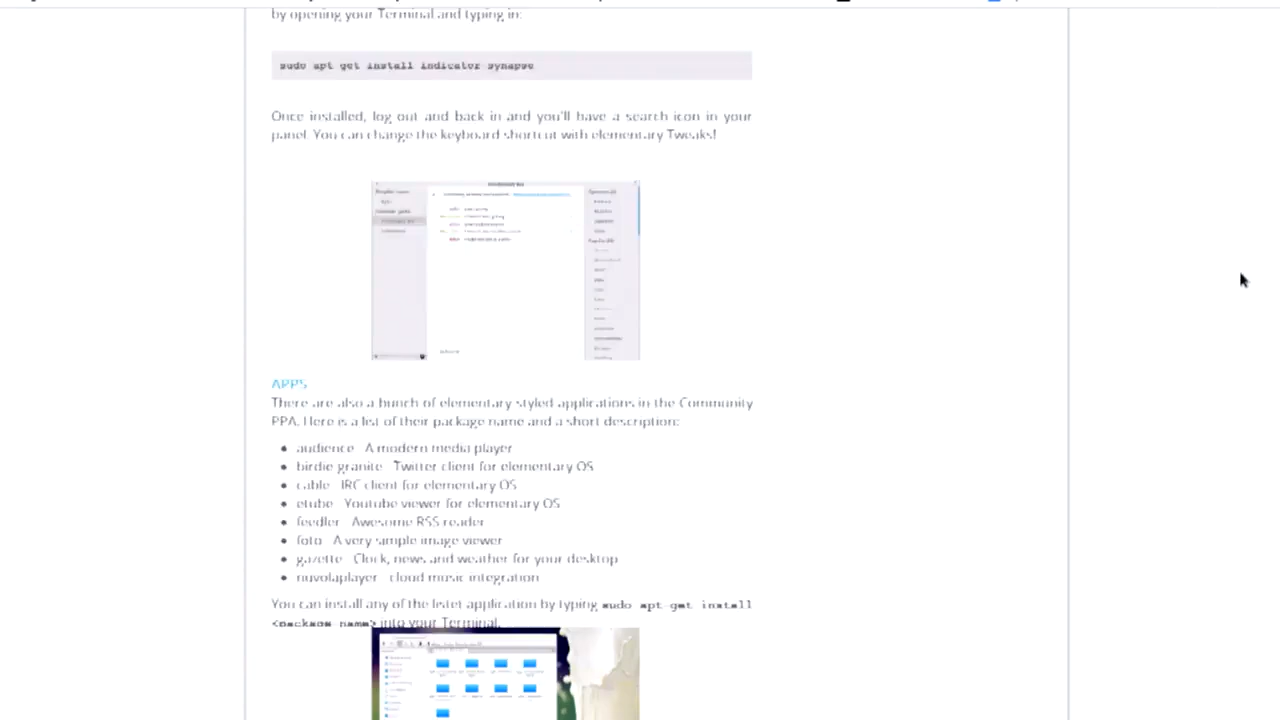 by opening your Terminal and typing in:
sudo apt get install indicator synapse
Once installed, log out and back in and you'll have a search icon in your
panel. You can change the keyboard shortcut with elementary Tweaks!
APPS
There are also a bunch of elementary styled applications in the Community
PPA. Here is a list of their package name and a short description:
audience A modern media player
birdie granite Twitter client for elementary OS
cable IRC client for elementary OS
etube Youtube viewer for elementary OS
feedler Awesome RSS reader
foto A very sample image viewer
gazette Clock, news and weather for your desktop
nuvolaplayer cloud music integration
You can install any of the listet application by typing sudo apt-get install
<package name> into your Terminal.